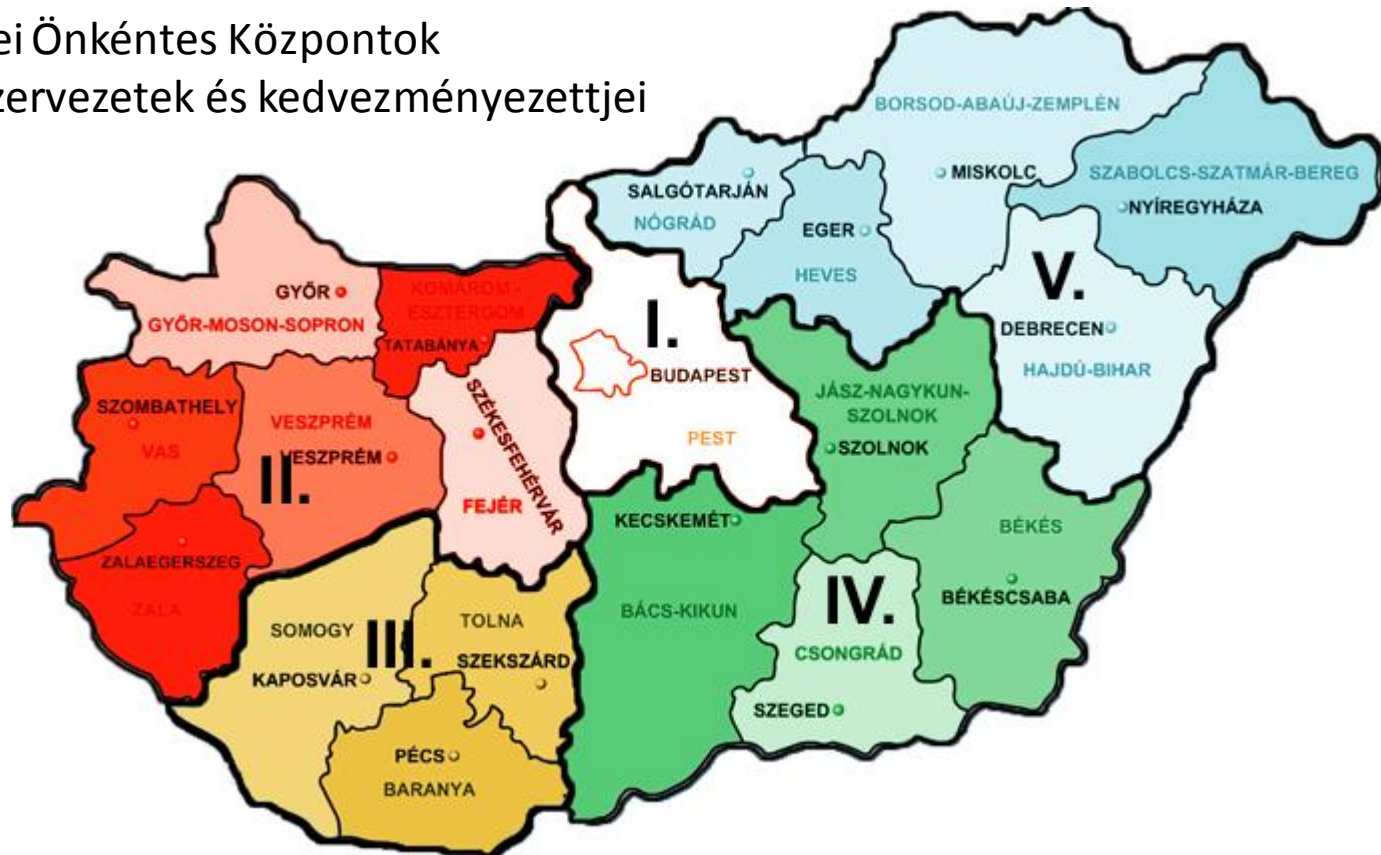 ei Önkéntes Központok
zervezetek és kedvezményezettjei
BORSOD-ABAÚJ-ZEMPLÉN
MISKOLC
SZABOLCS-SZATMÁR-BEREG
NYÍREGYHÁZA
SALGÓTARJÁN
NÓGRÁD
EGER
HEVES
V.
DEBRECEN
HAJDÚ-BIHAR
GYŐR
GYŐR-MOSON-SOPRON
KOMÁROM-
ESZTERGOM
TATABÁNYA
I.
BUDAPEST
PEST
JÁSZ-NAGYKUN-
SZOLNOK
SZOLNOK
SZOMBATHELY
VAS
VESZPRÉM
VESZPRÉM
II.
SZÉKESFEHÉRVÁR
FEJÉR
KECSKEMÉT
BÁCS-KIKUN
BÉKÉS
BÉKÉSCSABA
ZALAEGERSZEG
ZALA
SOMOGY
III.
KAPOSVÁR
TOLNA
SZEKSZÁRD
IV.
CSONGRÁD
SZEGED
PÉCS
BARANYA